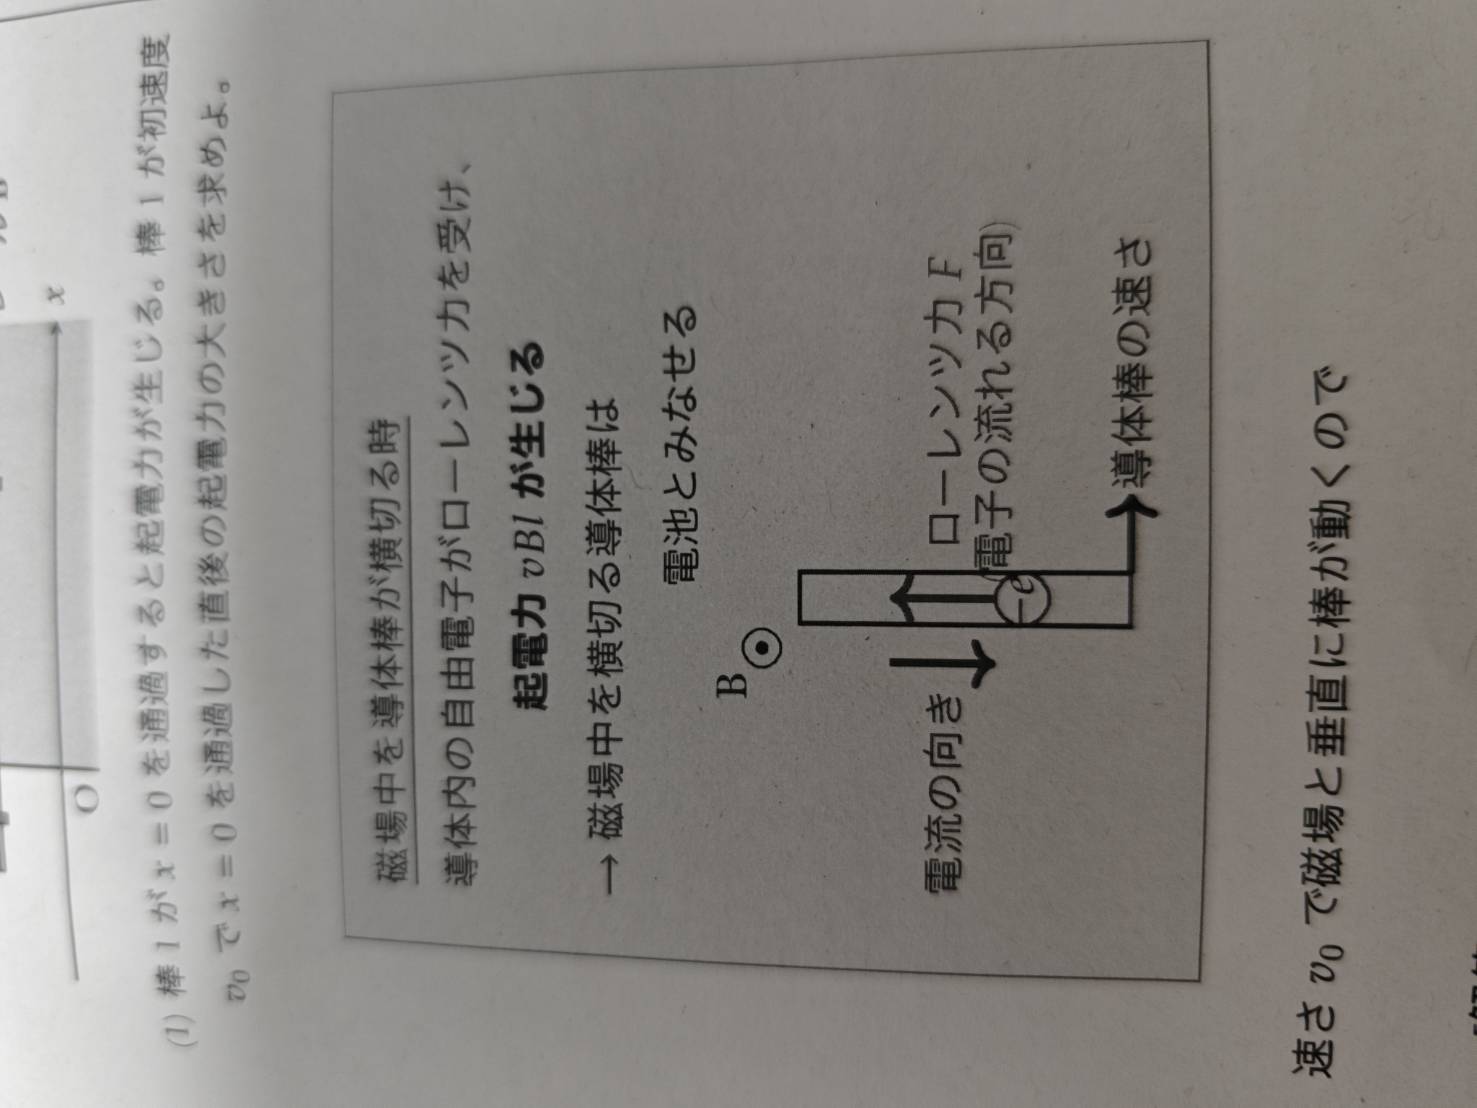 x
O
(1) 棒 1 が x = 0 を通過すると起電力が生じる。棒 1 が初速度
v₀ で x = 0 を通過した直後の起電力の大きさを求めよ。
磁場中を導体棒が横切る時
導体内の自由電子がローレンツ力を受け、
起電力 vBl が生じる
→ 磁場中を横切る導体棒は
電池とみなせる
B
電流の向き
ローレンツ力 F
(電子の流れる方向)
−e
導体棒の速さ
速さ v₀ で磁場と垂直に棒が動くので